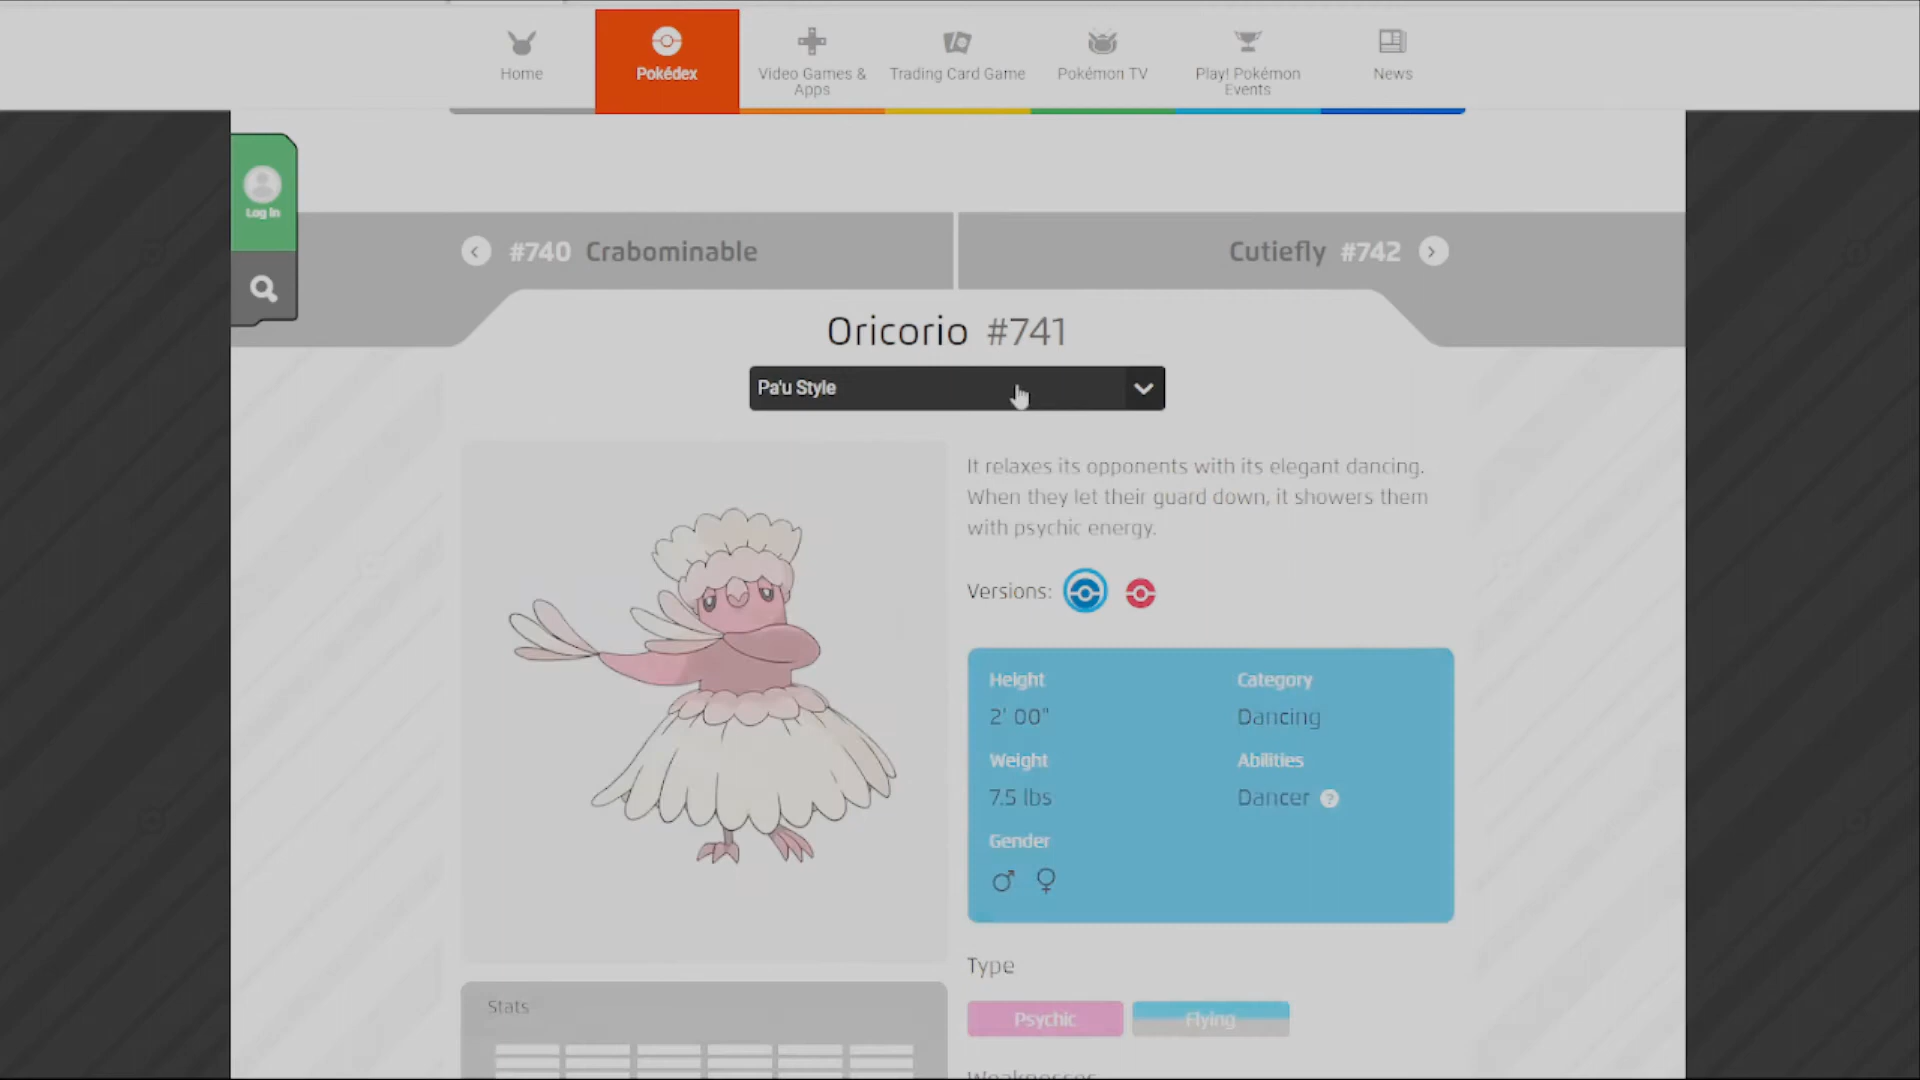 Home
Pokédex
Video Games &
Apps
Trading Card Game
Pokémon TV
Play! Pokémon
Events
News
Log in
#740 Crabominable
Cutiefly #742
Oricorio #741
Pa'u Style
It relaxes its opponents with its elegant dancing.
When they let their guard down, it showers them
with psychic energy.
Versions:
Height
2' 00"
Category
Dancing
Weight
7.5 lbs
Abilities
Dancer ?
Gender
♂ ♀
Type
Psychic
Flying
Stats
Weaknesses